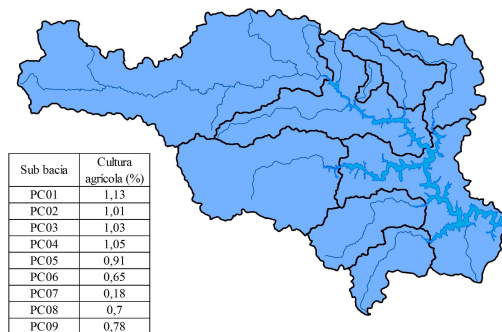 Sub bacia Cultura agrícola (%)
PC01 1,13
PC02 1,01
PC03 1,03
PC04 1,05
PC05 0,91
PC06 0,65
PC07 0,18
PC08 0,7
PC09 0,78